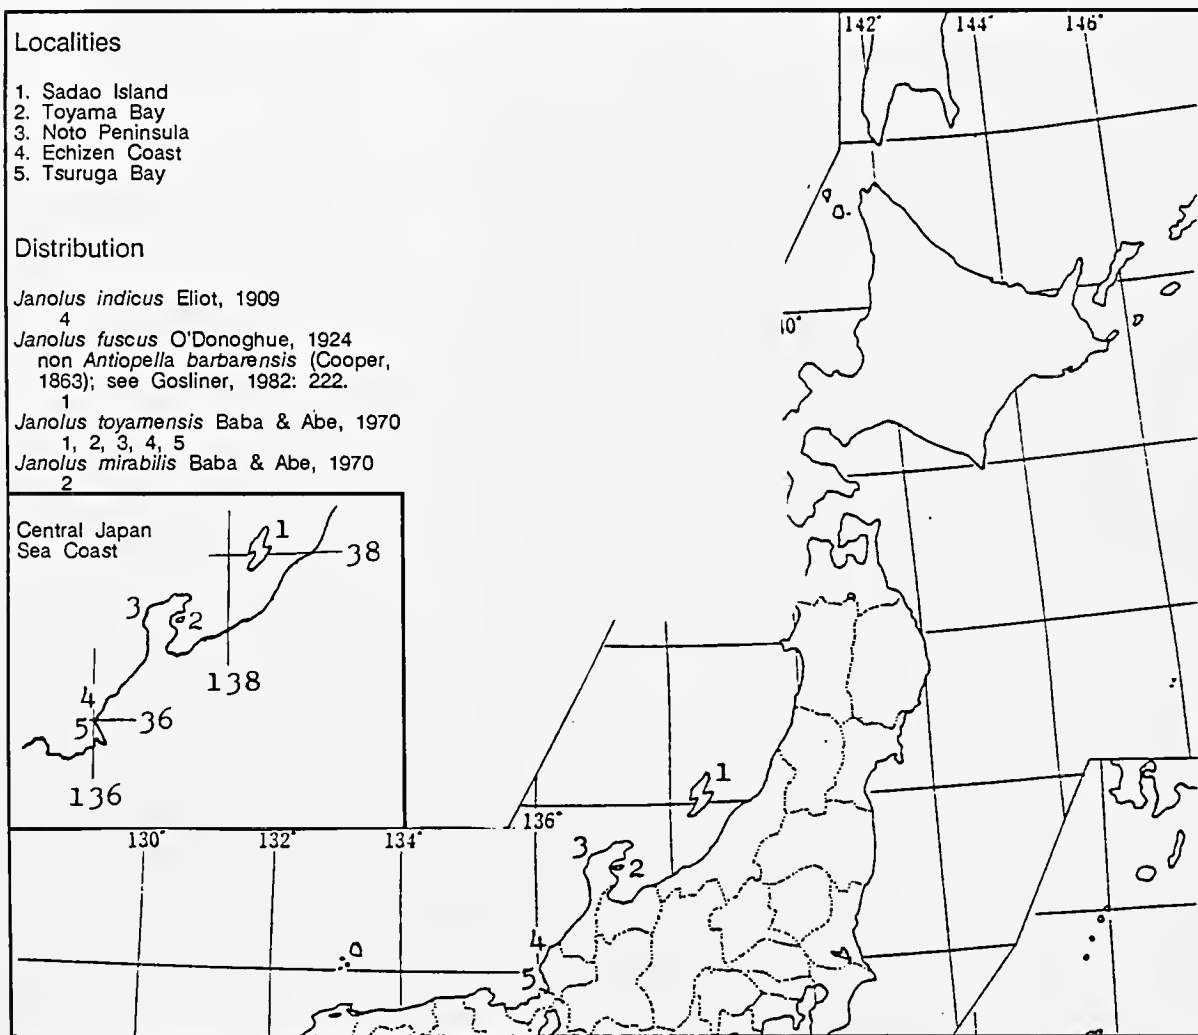 Localities
1. Sadao Island
2. Toyama Bay
3. Noto Peninsula
4. Echizen Coast
5. Tsuruga Bay
Distribution
Janolus indicus Eliot, 1909
4
Janolus fuscus O'Donoghue, 1924
non Antiopella barbarensis (Cooper,
1863); see Gosliner, 1982: 222.
1
Janolus toyamensis Baba & Abe, 1970
1, 2, 3, 4, 5
Janolus mirabilis Baba & Abe, 1970
2
Central Japan
Sea Coast
1
38
3
2
138
4
5
36
136
142°
144°
146°
10°
1
130°
132°
134°
136°
3
2
4
5